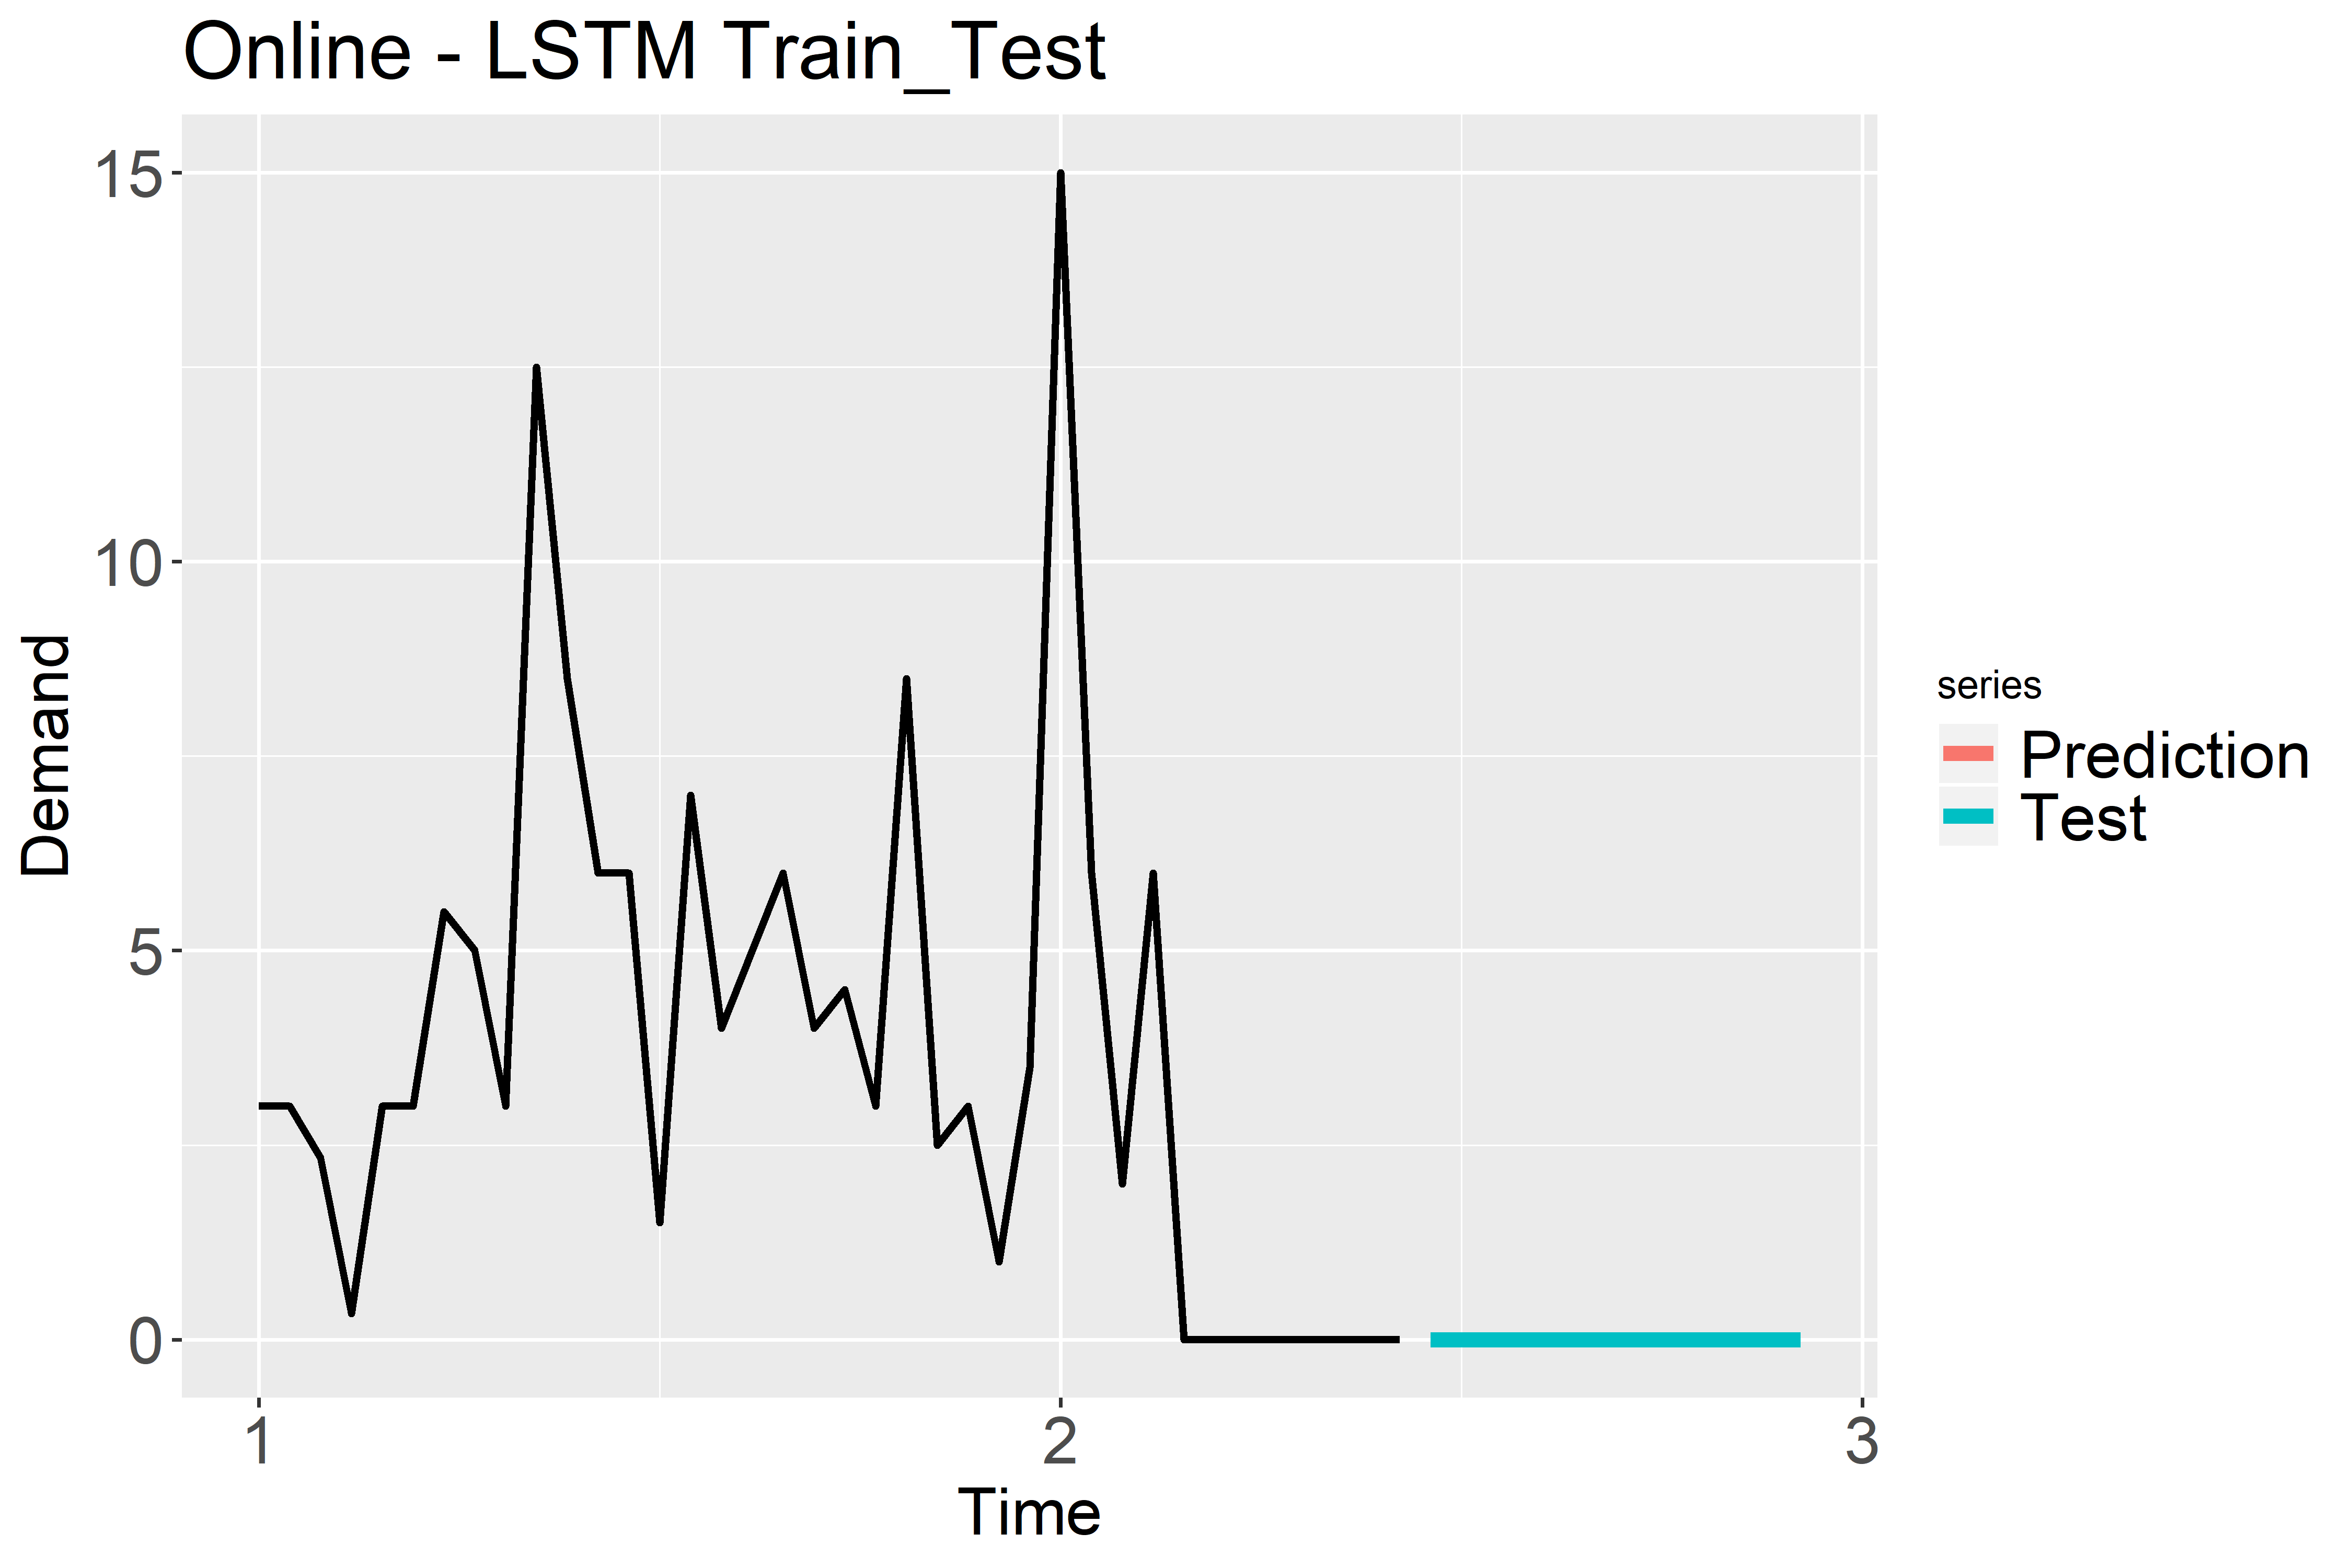 Online - LSTM Train_Test
15
10
5
0
Demand
1
2
3
Time
series
Prediction
Test